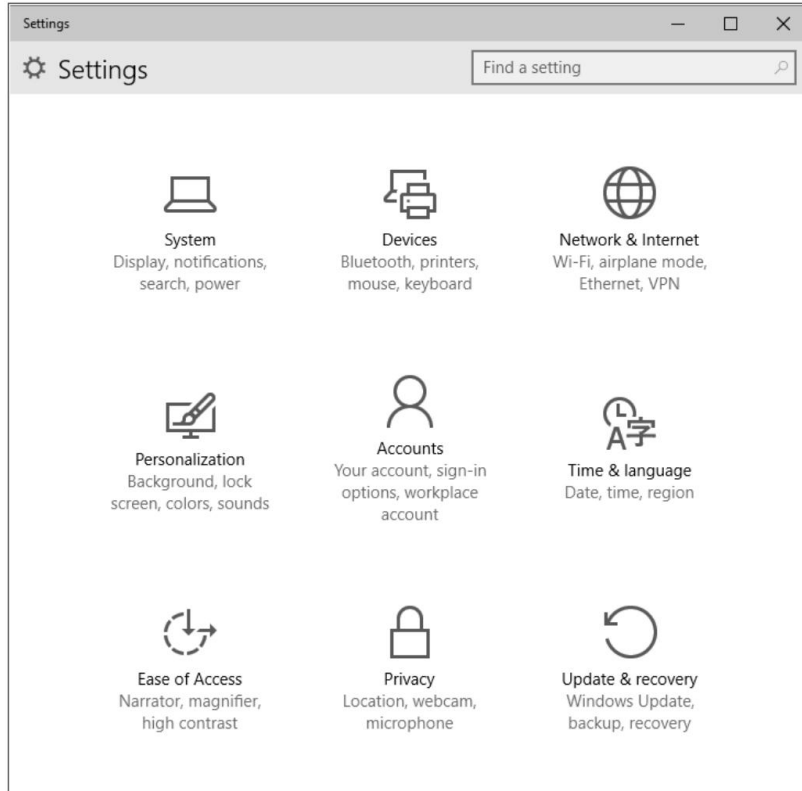 Settings
Settings
Find a setting
System
Display, notifications,
search, power
Devices
Bluetooth, printers,
mouse, keyboard
Network & Internet
Wi-Fi, airplane mode,
Ethernet, VPN
Personalization
Background, lock
screen, colors, sounds
Accounts
Your account, sign-in
options, workplace
account
A字
Time & language
Date, time, region
Ease of Access
Narrator, magnifier,
high contrast
Privacy
Location, webcam,
microphone
Update & recovery
Windows Update,
backup, recovery